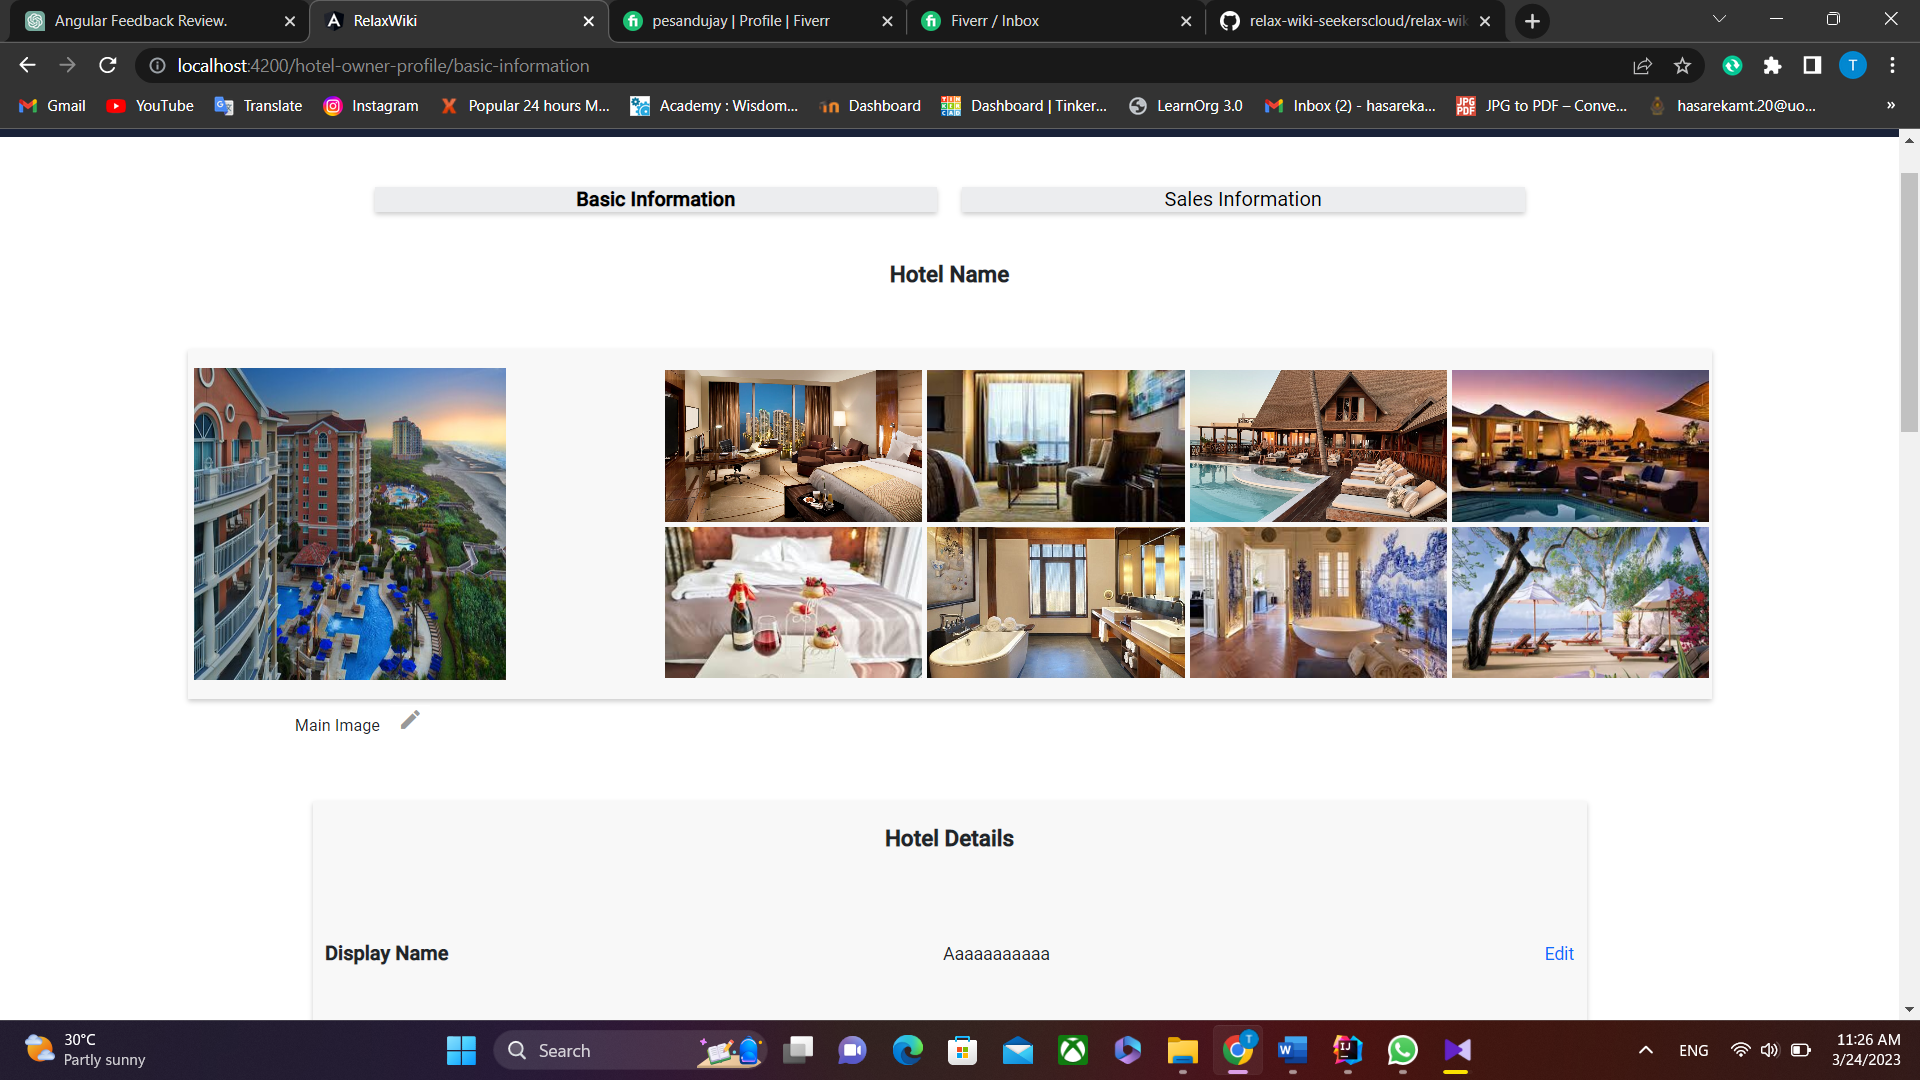 Angular Feedback Review.
RelaxWiki
pesandujay | Profile | Fiverr
Fiverr / Inbox
relax-wiki-seekerscloud/relax-wik
localhost:4200/hotel-owner-profile/basic-information
T
Gmail
YouTube
Translate
Instagram
Popular 24 hours M...
Academy : Wisdom...
Dashboard
Dashboard | Tinker...
LearnOrg 3.0
Inbox (2) - hasareka...
JPG to PDF – Conve...
hasarekamt.20@uo...
»
Basic Information
Sales Information
Hotel Name
Main Image
Hotel Details
Display Name
Aaaaaaaaaaa
Edit
30°C
Partly sunny
Search
ENG
11:26 AM
3/24/2023